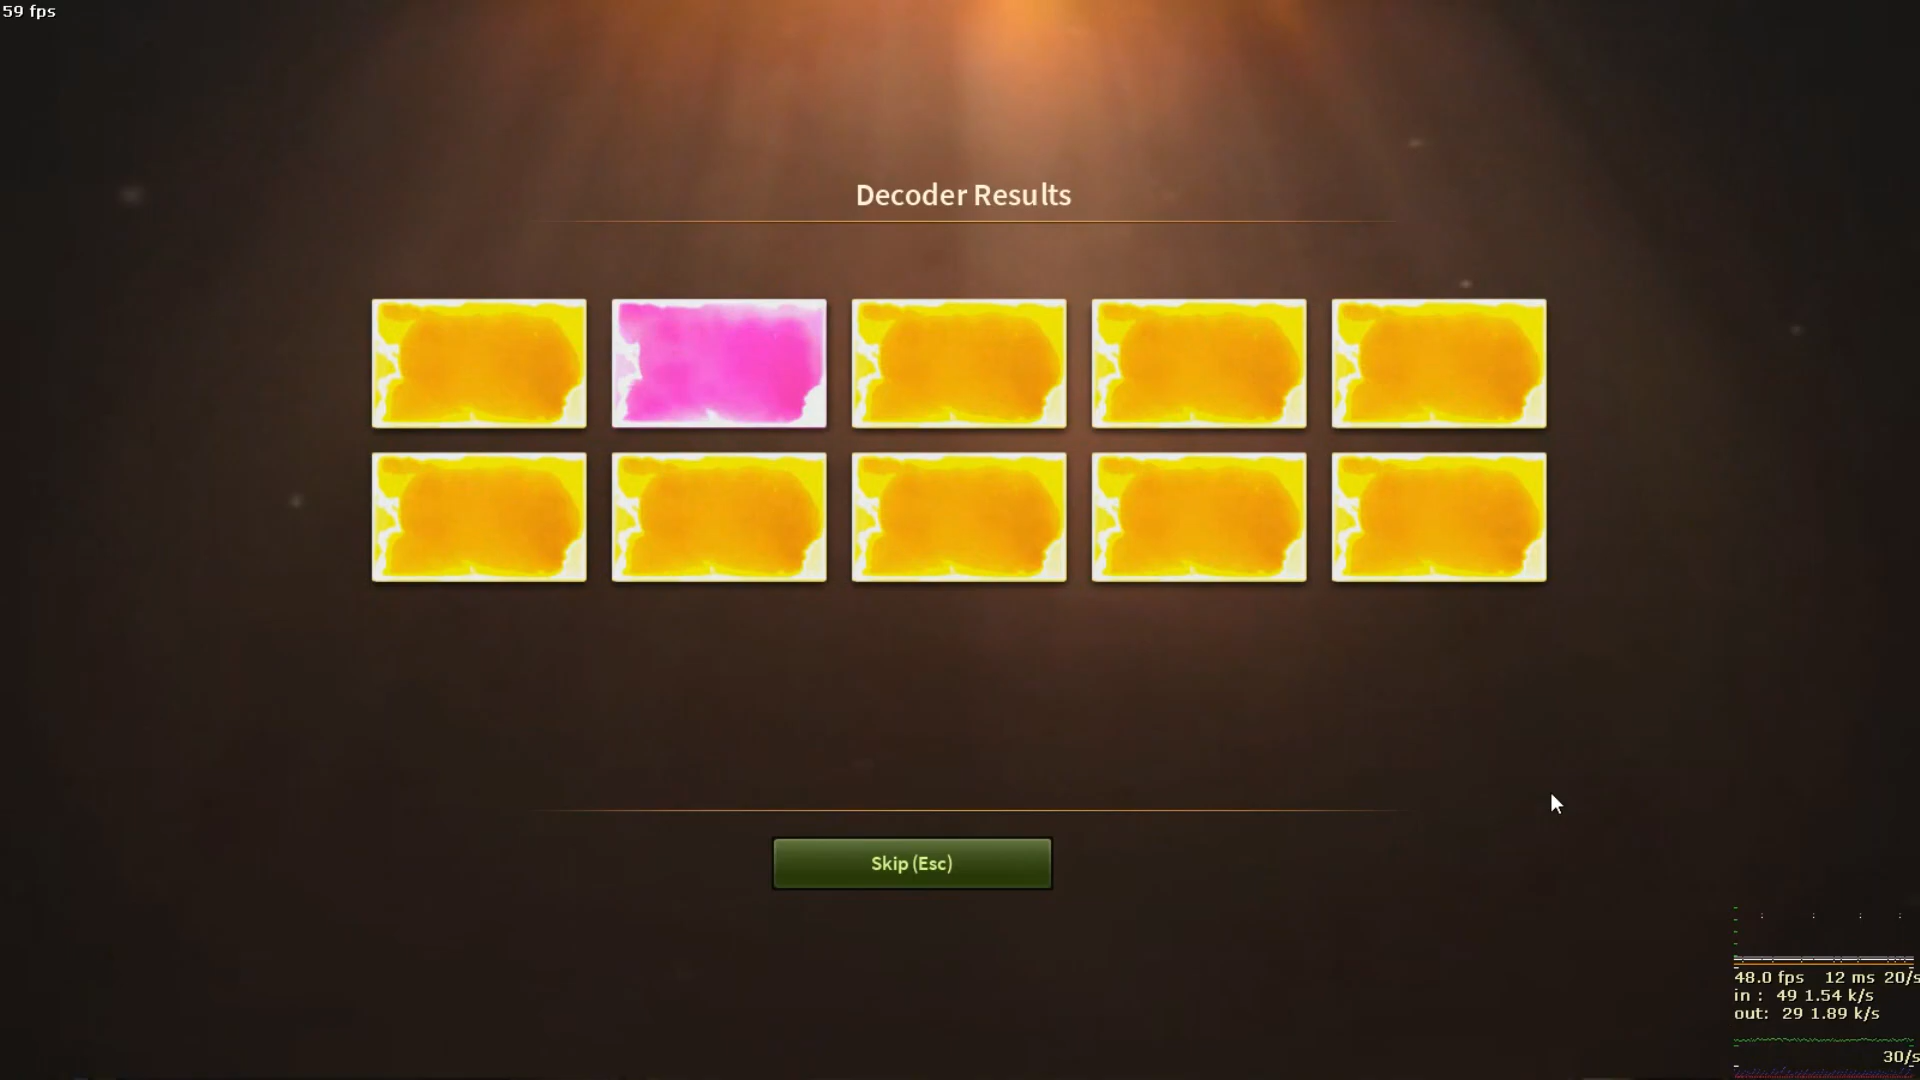 59 fps
Decoder Results
Skip (Esc)
48.0 fps 12 ms 20/s
in : 49 1.54 k/s
out: 29 1.89 k/s
30/s